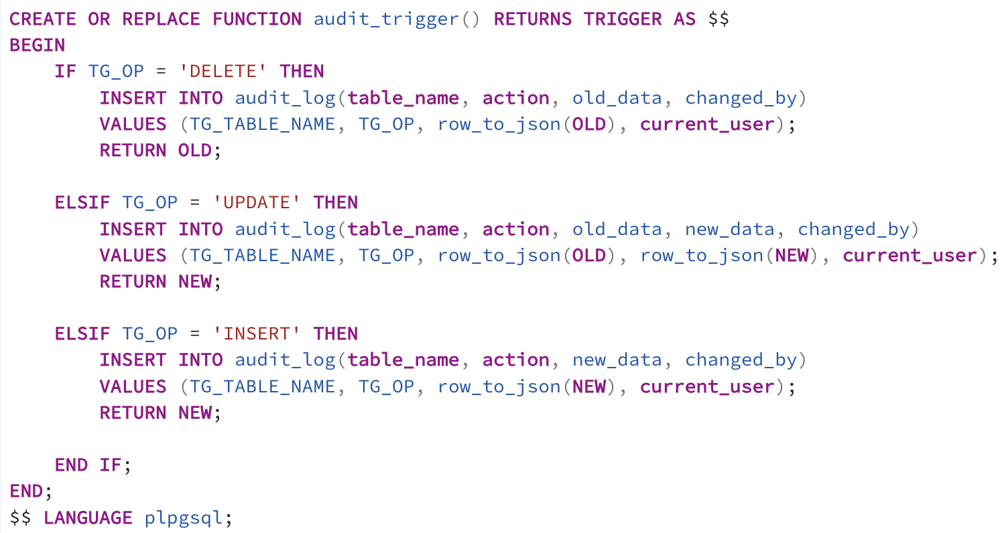 CREATE OR REPLACE FUNCTION audit_trigger() RETURNS TRIGGER AS $$
BEGIN
    IF TG_OP = 'DELETE' THEN
        INSERT INTO audit_log(table_name, action, old_data, changed_by)
        VALUES (TG_TABLE_NAME, TG_OP, row_to_json(OLD), current_user);
        RETURN OLD;

    ELSIF TG_OP = 'UPDATE' THEN
        INSERT INTO audit_log(table_name, action, old_data, new_data, changed_by)
        VALUES (TG_TABLE_NAME, TG_OP, row_to_json(OLD), row_to_json(NEW), current_user);
        RETURN NEW;

    ELSIF TG_OP = 'INSERT' THEN
        INSERT INTO audit_log(table_name, action, new_data, changed_by)
        VALUES (TG_TABLE_NAME, TG_OP, row_to_json(NEW), current_user);
        RETURN NEW;

    END IF;
END;
$$ LANGUAGE plpgsql;